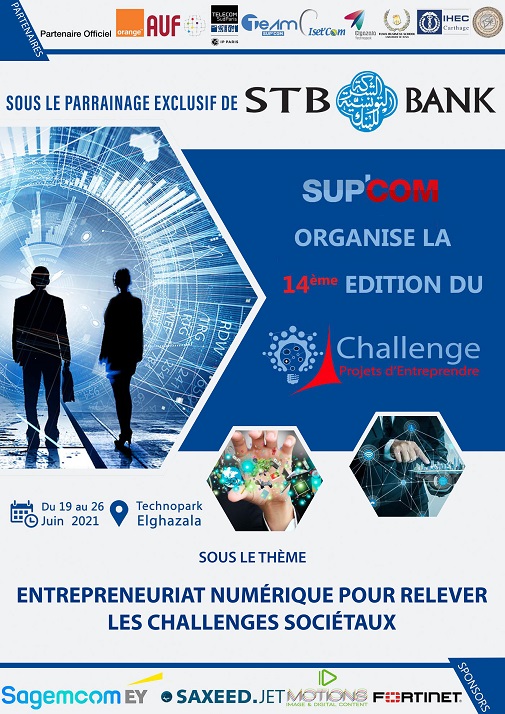 PARTENAIRES
Partenaire Officiel
orange
AUF
TELECOM
SudParis
IP PARIS
Team
SUP'COM
Iset'Com
Elgazala
IHEC
Carthage
SOUS LE PARRAINAGE EXCLUSIF DE STB BANK
SUP'COM
ORGANISE LA
14ème EDITION DU
Challenge
Projets d'Entreprendre
Du 19 au 26
Juin 2021
Technopark
Elghazala
SOUS LE THÈME
ENTREPRENEURIAT NUMÉRIQUE POUR RELEVER
LES CHALLENGES SOCIÉTAUX
SPONSORS
Sagemcom EY SAXEED.JET MOTIONS FORTINET
IMAGE & DIGITAL CONTENT